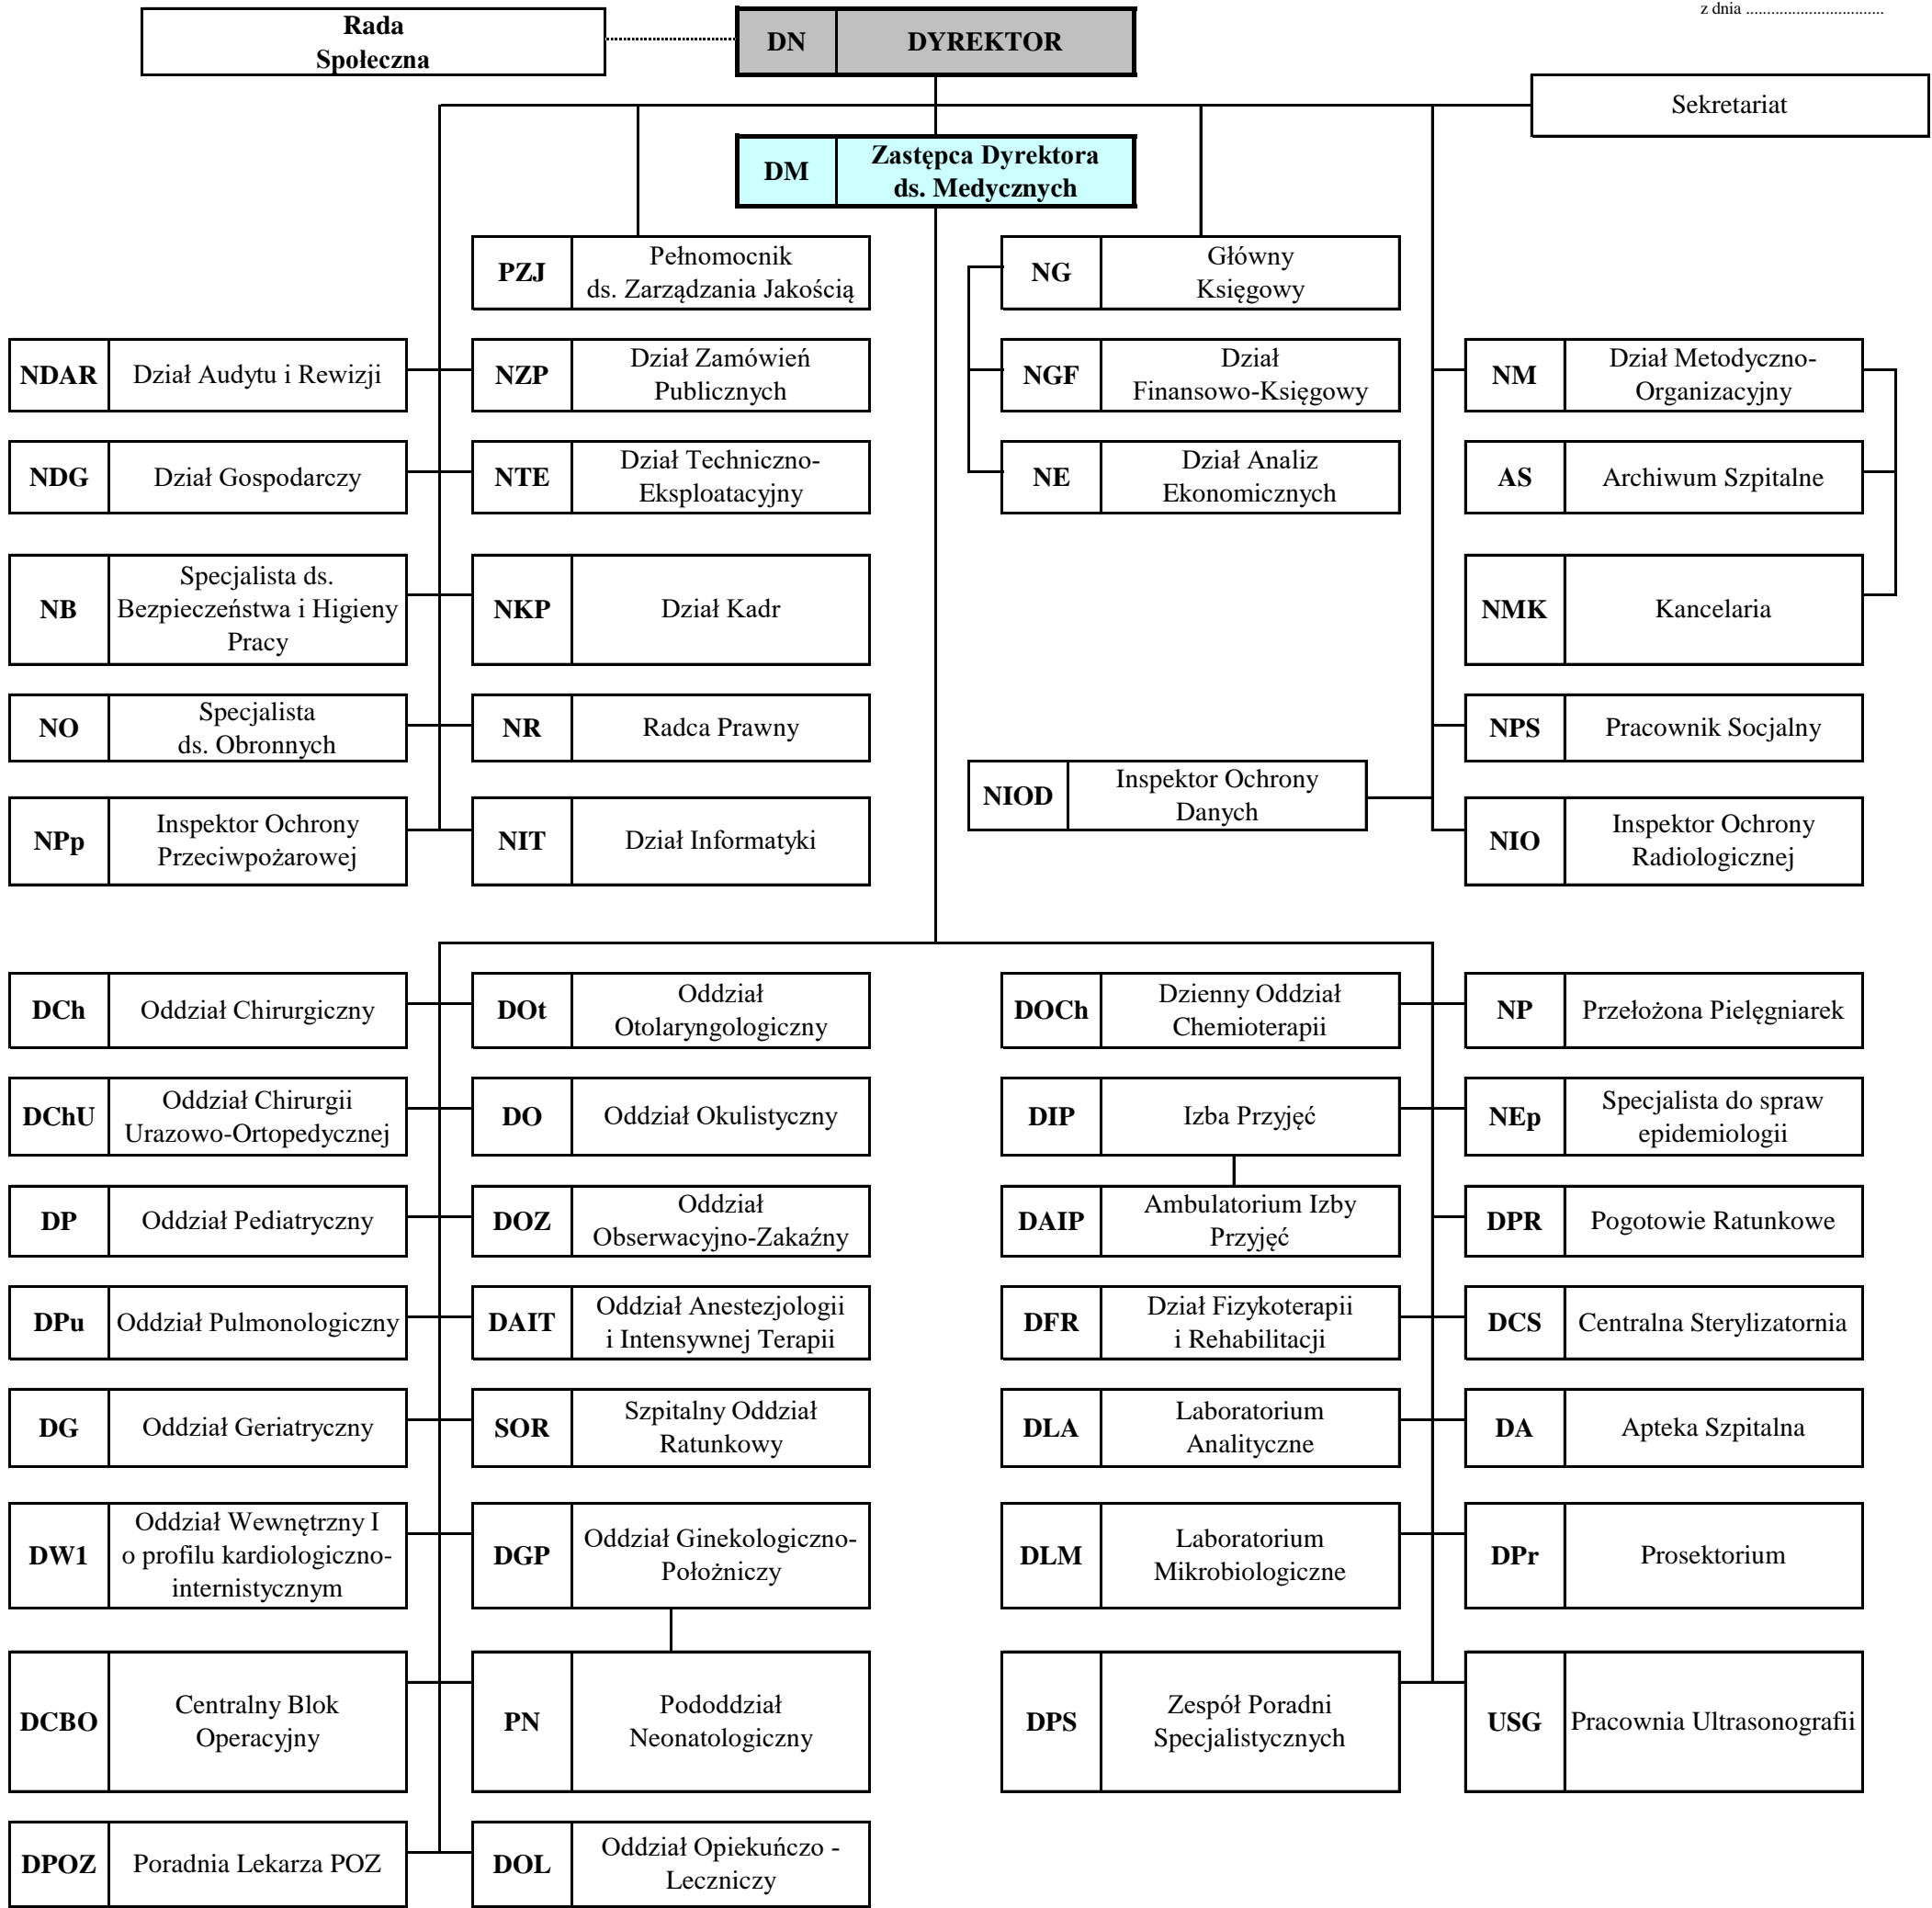 z dnia .................................
Rada
Społeczna
DN
DYREKTOR
Sekretariat
DM
Zastępca Dyrektora
ds. Medycznych
PZJ
Pełnomocnik
ds. Zarządzania Jakością
NG
Główny
Księgowy
NDAR
Dział Audytu i Rewizji
NZP
Dział Zamówień
Publicznych
NGF
Dział
Finansowo-Księgowy
NM
Dział Metodyczno-
Organizacyjny
NDG
Dział Gospodarczy
NTE
Dział Techniczno-
Eksploatacyjny
NE
Dział Analiz
Ekonomicznych
AS
Archiwum Szpitalne
NB
Specjalista ds.
Bezpieczeństwa i Higieny
Pracy
NKP
Dział Kadr
NMK
Kancelaria
NO
Specjalista
ds. Obronnych
NR
Radca Prawny
NPS
Pracownik Socjalny
NIOD
Inspektor Ochrony
Danych
NPp
Inspektor Ochrony
Przeciwpożarowej
NIT
Dział Informatyki
NIO
Inspektor Ochrony
Radiologicznej
DCh
Oddział Chirurgiczny
DOt
Oddział
Otolaryngologiczny
DOCh
Dzienny Oddział
Chemioterapii
NP
Przełożona Pielęgniarek
DChU
Oddział Chirurgii
Urazowo-Ortopedycznej
DO
Oddział Okulistyczny
DIP
Izba Przyjęć
NEp
Specjalista do spraw
epidemiologii
DP
Oddział Pediatryczny
DOZ
Oddział
Obserwacyjno-Zakaźny
DAIP
Ambulatorium Izby
Przyjęć
DPR
Pogotowie Ratunkowe
DPu
Oddział Pulmonologiczny
DAIT
Oddział Anestezjologii
i Intensywnej Terapii
DFR
Dział Fizykoterapii
i Rehabilitacji
DCS
Centralna Sterylizatornia
DG
Oddział Geriatryczny
SOR
Szpitalny Oddział
Ratunkowy
DLA
Laboratorium
Analityczne
DA
Apteka Szpitalna
DW1
Oddział Wewnętrzny I
o profilu kardiologiczno-
internistycznym
DGP
Oddział Ginekologiczno-
Położniczy
DLM
Laboratorium
Mikrobiologiczne
DPr
Prosektorium
DCBO
Centralny Blok
Operacyjny
PN
Pododdział
Neonatologiczny
DPS
Zespół Poradni
Specjalistycznych
USG
Pracownia Ultrasonografii
DPOZ
Poradnia Lekarza POZ
DOL
Oddział Opiekuńczo -
Leczniczy